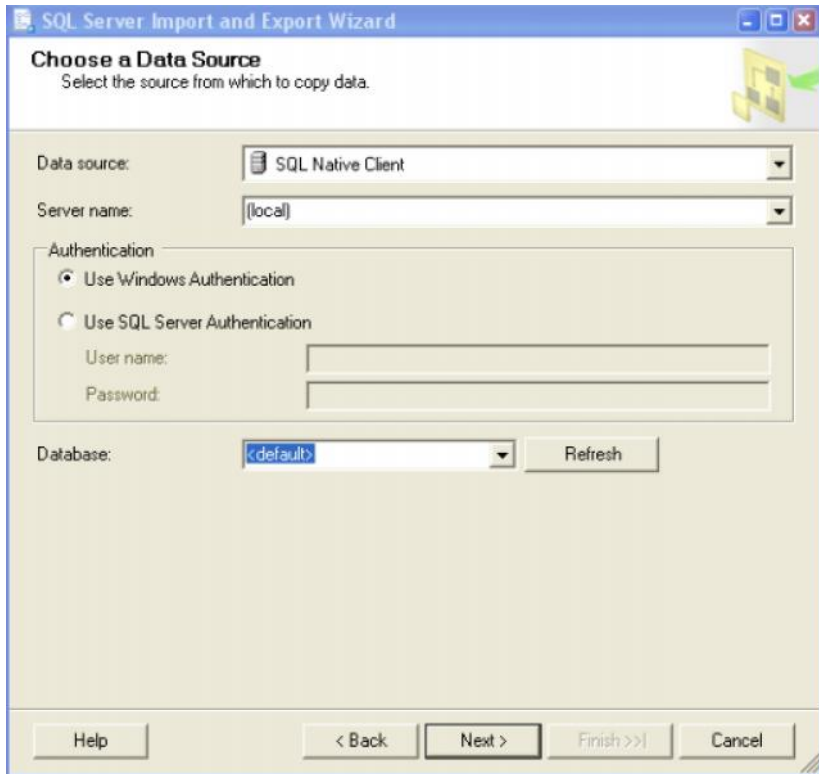 SQL Server Import and Export Wizard
Choose a Data Source
Select the source from which to copy data.
Data source:
SQL Native Client
Server name:
(local)
Authentication
Use Windows Authentication
Use SQL Server Authentication
User name:
Password:
Database:
<default>
Refresh
Help
< Back
Next >
Finish >>|
Cancel